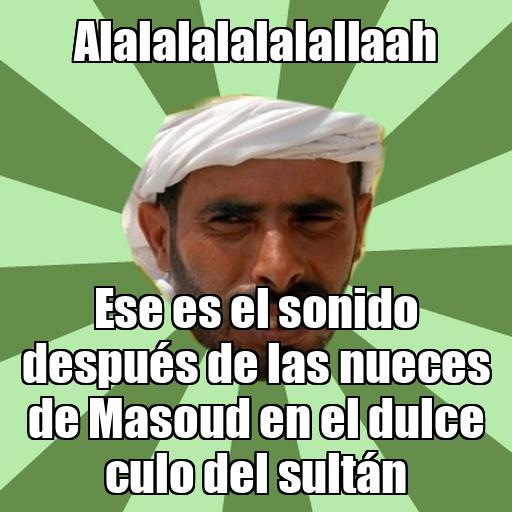 Alalalalalalallaah
Ese es el sonido
después de las nueces
de Masoud en el dulce
culo del sultán